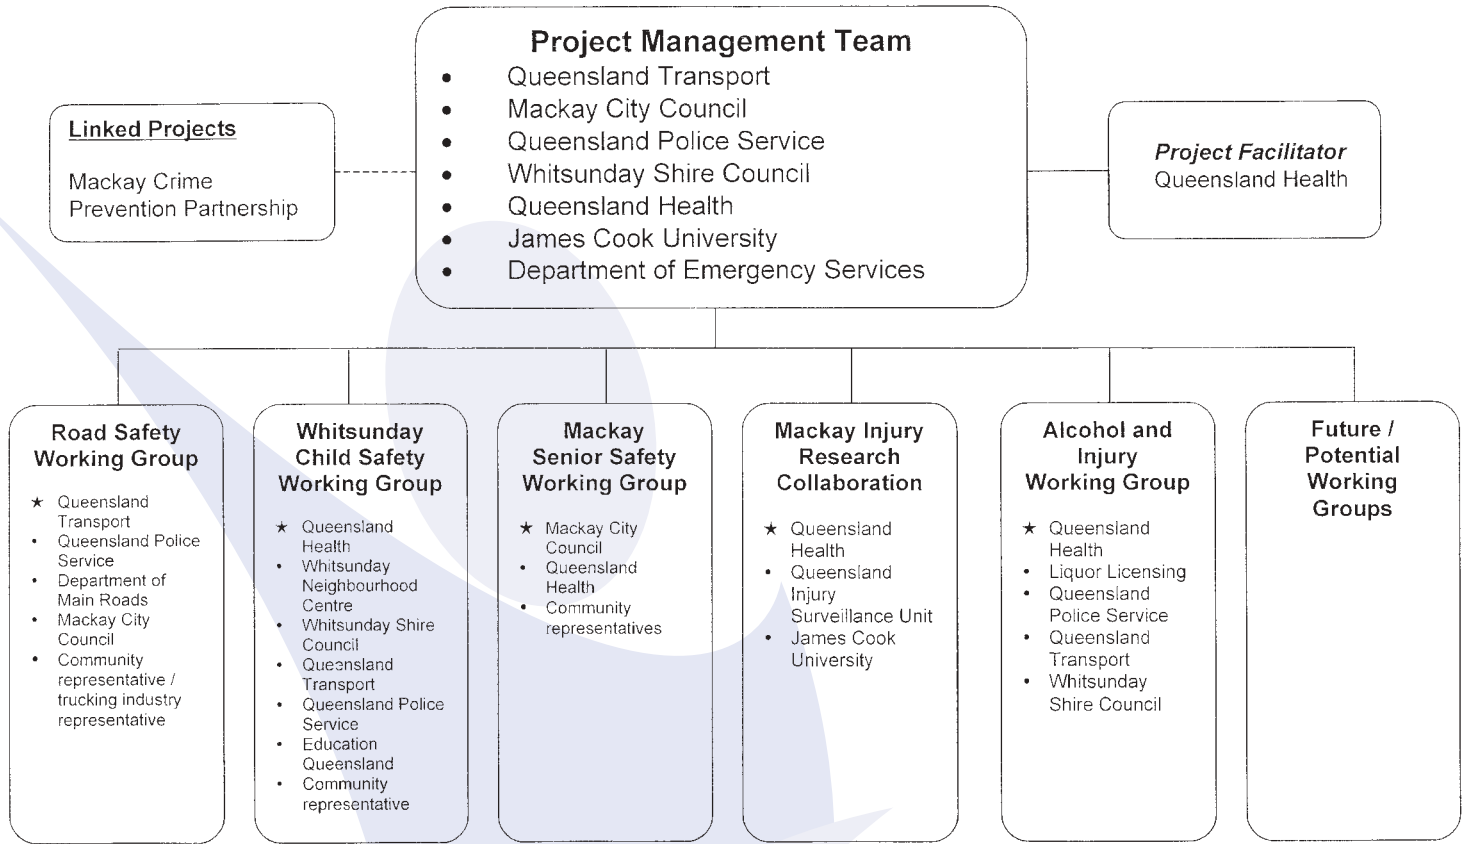 Project Management Team
• Queensland Transport
• Mackay City Council
• Queensland Police Service
• Whitsunday Shire Council
• Queensland Health
• James Cook University
• Department of Emergency Services
Linked Projects
Mackay Crime
Prevention Partnership
Project Facilitator
Queensland Health
Road Safety
Working Group
★ Queensland
Transport
• Queensland Police
Service
• Department of
Main Roads
• Mackay City
Council
• Community
representative /
trucking industry
representative
Whitsunday
Child Safety
Working Group
★ Queensland
Health
• Whitsunday
Neighbourhood
Centre
• Whitsunday Shire
Council
• Queensland
Transport
• Queensland Police
Service
• Education
Queensland
• Community
representative
Mackay
Senior Safety
Working Group
★ Mackay City
Council
• Queensland
Health
• Community
representatives
Mackay Injury
Research
Collaboration
★ Queensland
Health
• Queensland
Injury
Surveillance Unit
• James Cook
University
Alcohol and
Injury
Working Group
★ Queensland
Health
• Liquor Licensing
• Queensland
Police Service
• Queensland
Transport
• Whitsunday
Shire Council
Future /
Potential
Working
Groups